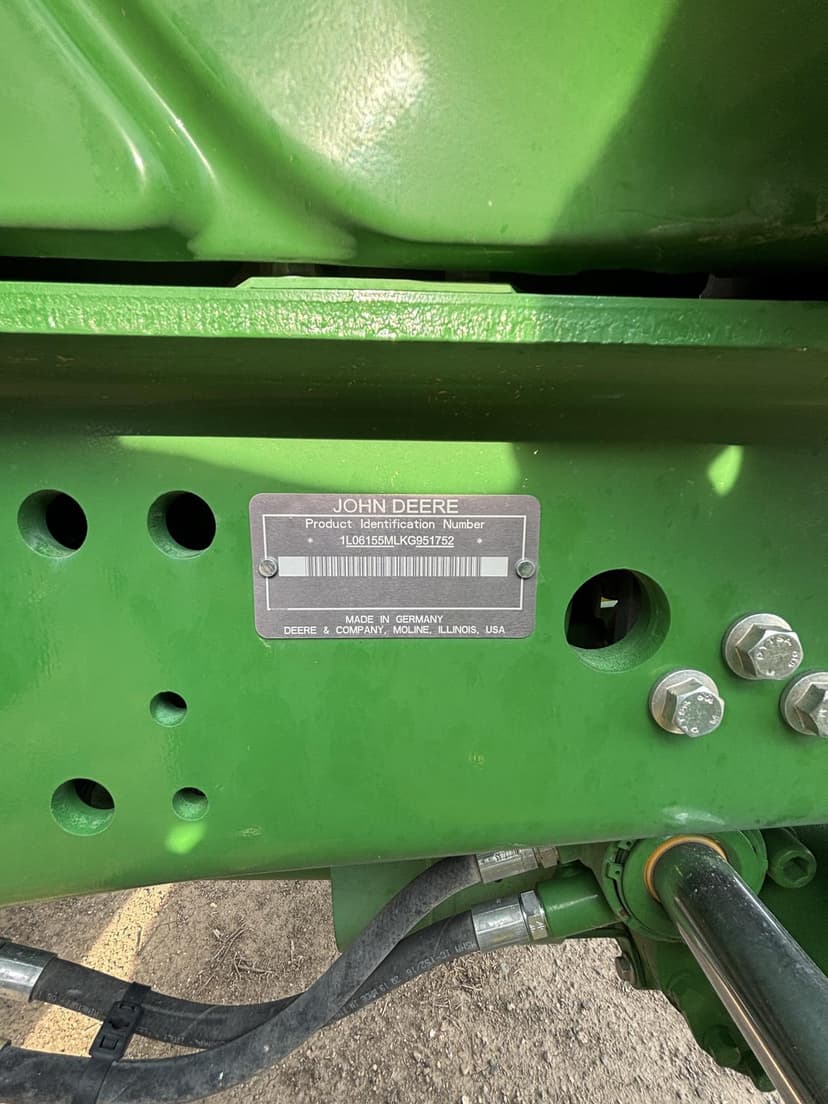 JOHN DEERE
Product Identification Number
* 1L06155MLKG951752 *
MADE IN GERMANY
DEERE & COMPANY, MOLINE, ILLINOIS, USA